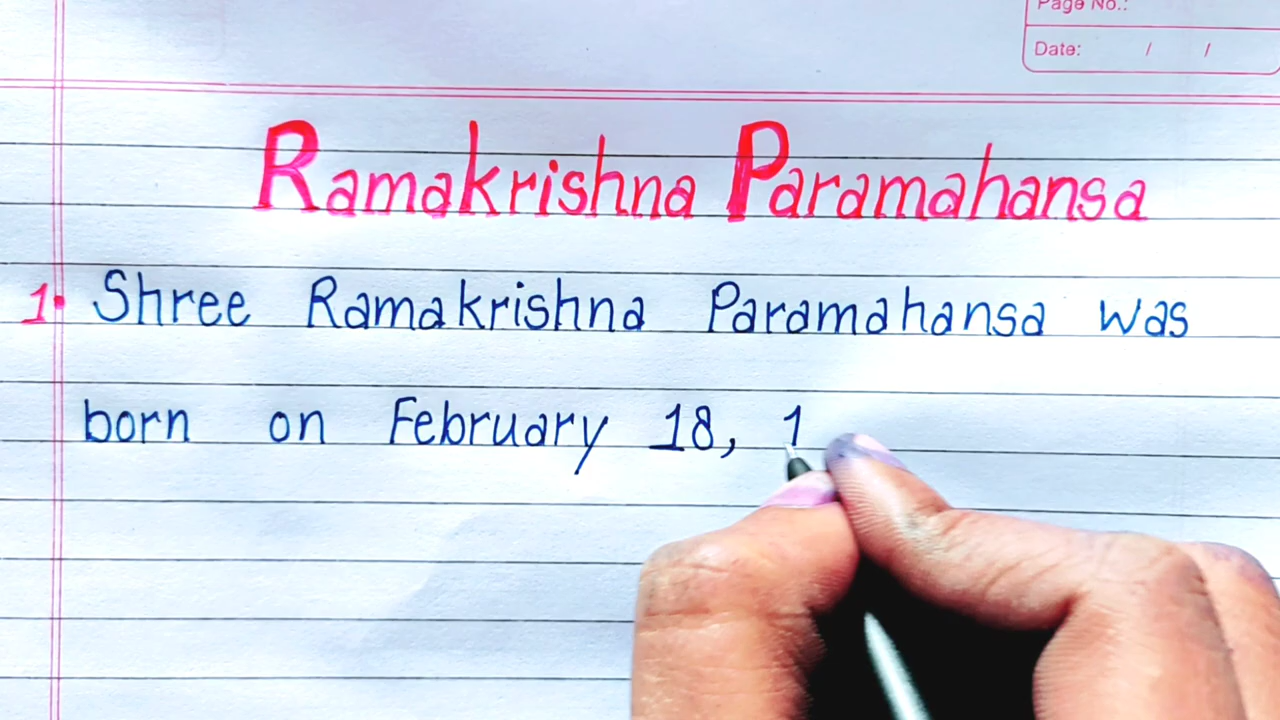 Page No.:
Date: / /
Ramakrishna Paramahansa
1. Shree Ramakrishna Paramahansa was
born on February 18, 1